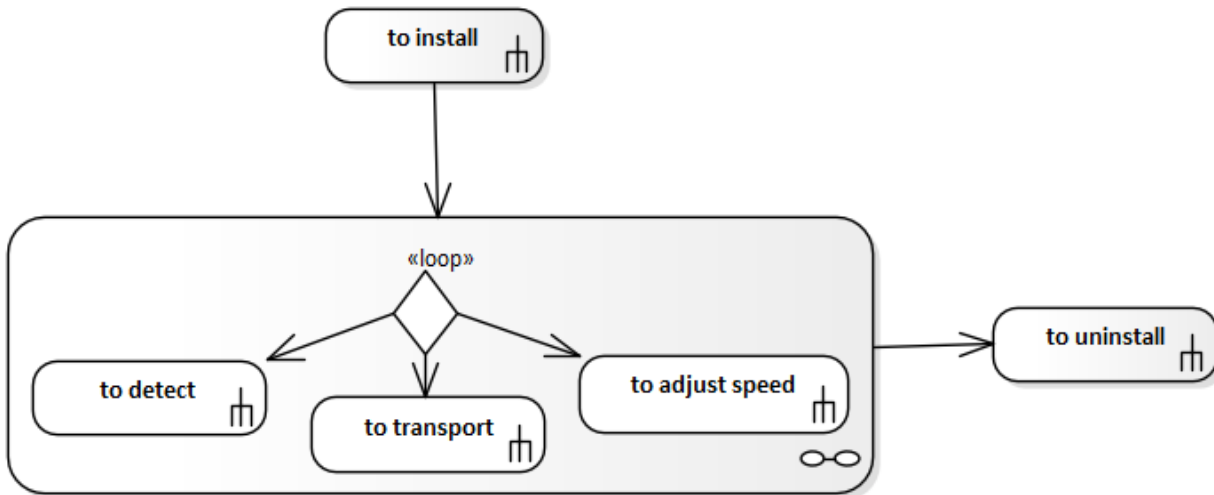 to install
«loop»
to uninstall
to detect
to adjust speed
to transport